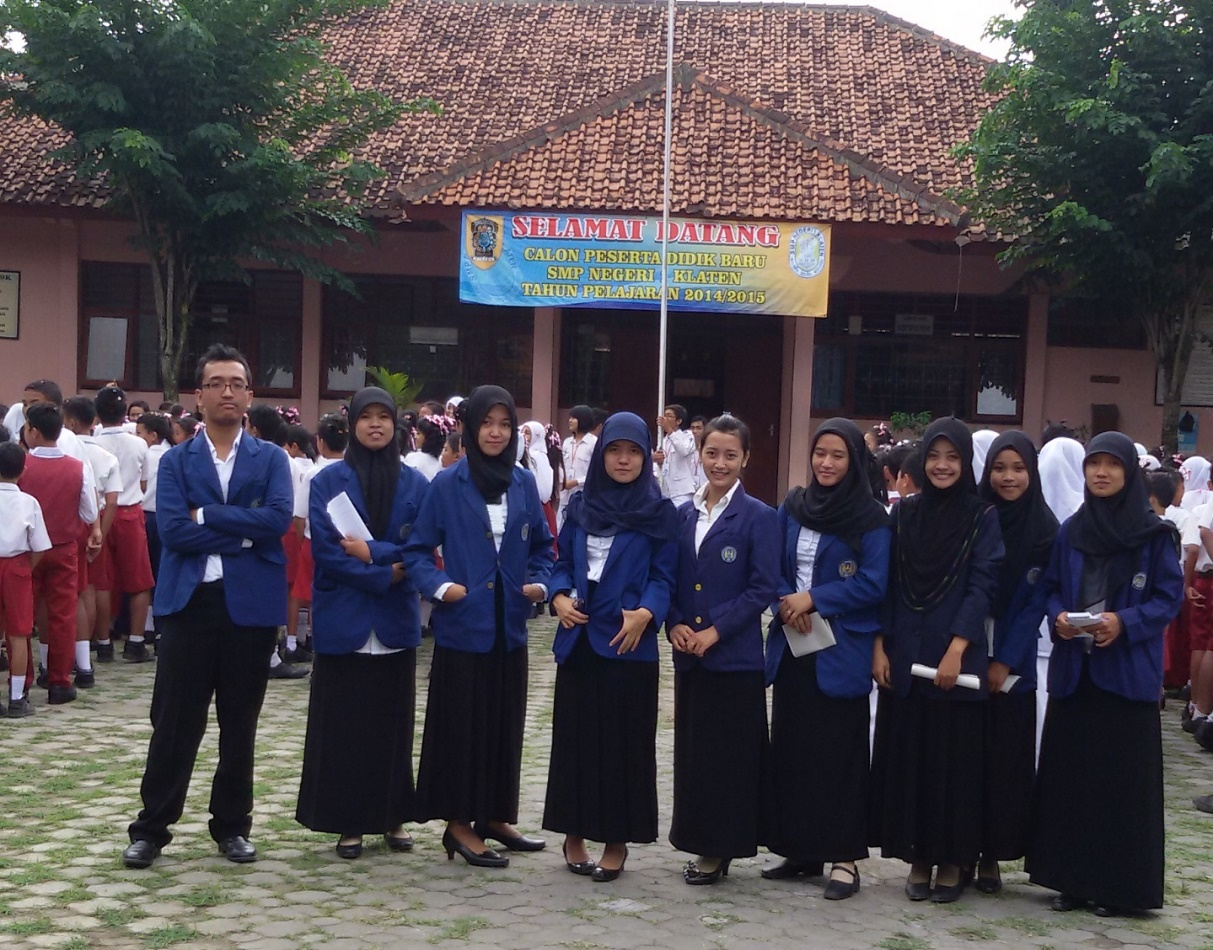 SELAMAT DATANG
CALON PESERTA DIDIK BARU
SMP NEGERI KLATEN
TAHUN PELAJARAN 2014/2015